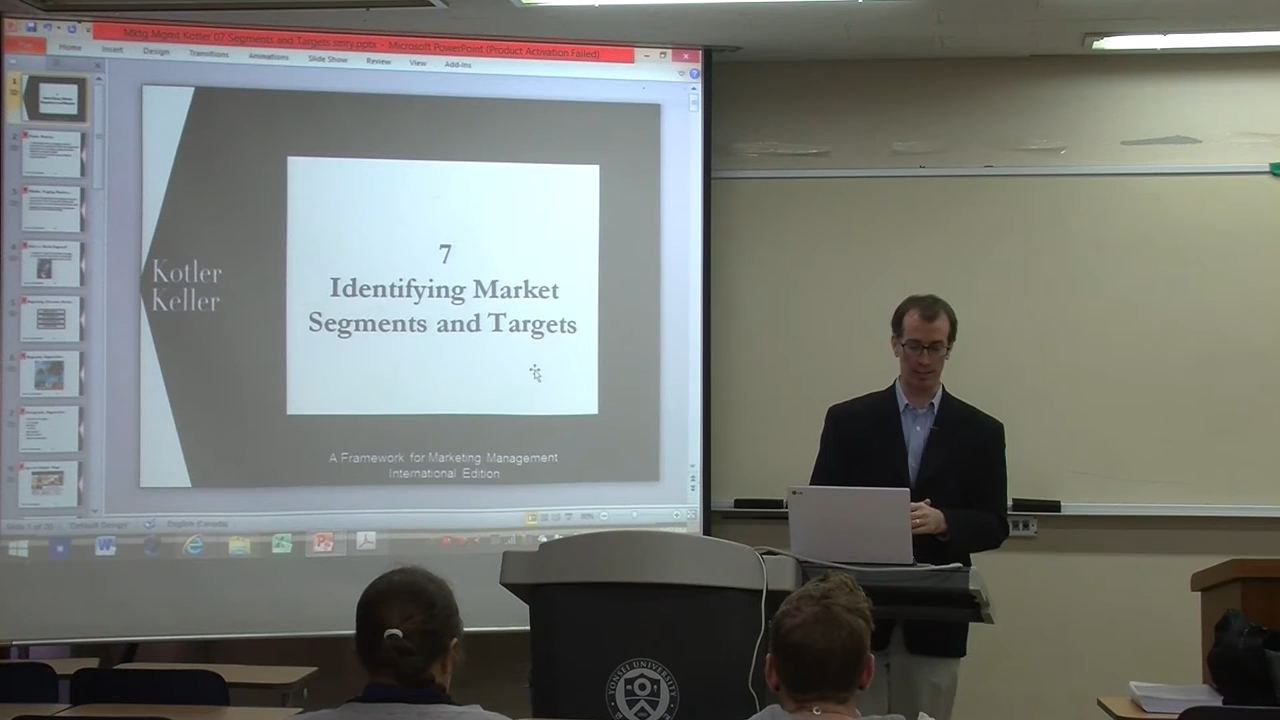 Mktg Mgmt Kotler 07 Segments and Targets smry.pptx - Microsoft PowerPoint (Product Activation Failed)
Home Insert Design Transitions Animations Slide Show Review View Add-Ins
7
Identifying Market
Segments and Targets
Kotler
Keller
A Framework for Marketing Management
International Edition
English (Canada)
LG
YONSEI UNIVERSITY